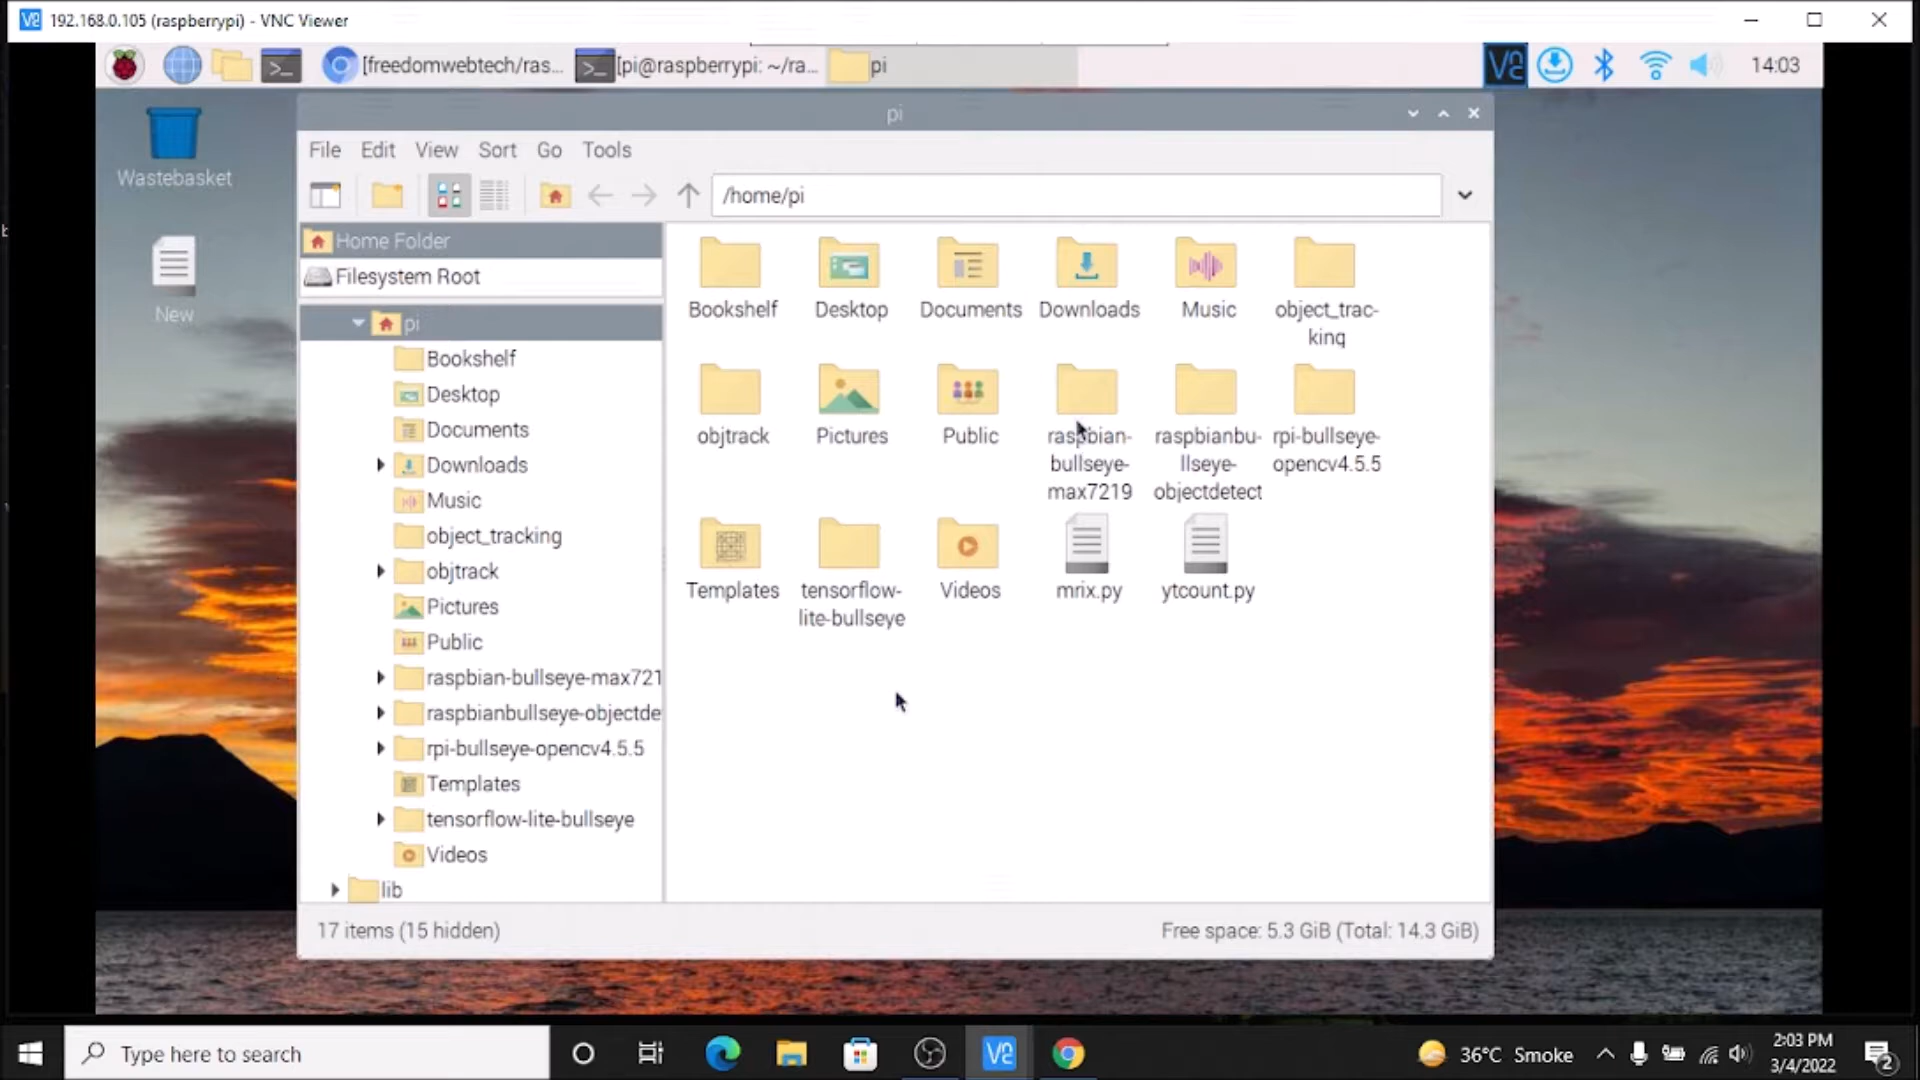 192.168.0.105 (raspberrypi) - VNC Viewer
[freedomwebtech/ras...
[pi@raspberrypi: ~/ra...
pi
14:03
Wastebasket
New
pi
File Edit View Sort Go Tools
/home/pi
Home Folder
Filesystem Root
pi
Bookshelf
Desktop
Documents
Downloads
Music
object_tracking
objtrack
Pictures
Public
raspbian-bullseye-max721
raspbianbullseye-objectde
rpi-bullseye-opencv4.5.5
Templates
tensorflow-lite-bullseye
Videos
lib
Bookshelf
Desktop
Documents
Downloads
Music
object_trac-
king
objtrack
Pictures
Public
raspbian-
bullseye-
max7219
raspbianbu-
llseye-
objectdetect
rpi-bullseye-
opencv4.5.5
Templates
tensorflow-
lite-bullseye
Videos
mrix.py
ytcount.py
17 items (15 hidden)
Free space: 5.3 GiB (Total: 14.3 GiB)
Type here to search
36°C Smoke
2:03 PM
3/4/2022
2